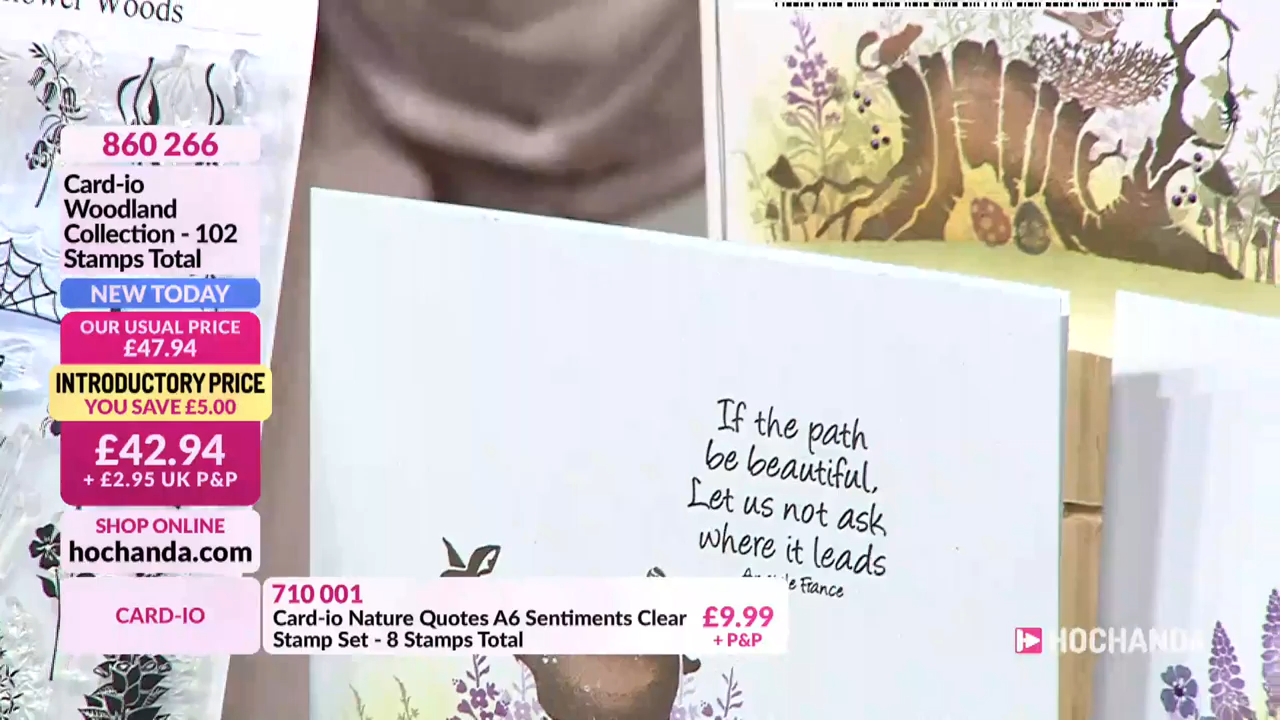 Woods
860 266
Card-io
Woodland
Collection - 102
Stamps Total
NEW TODAY
OUR USUAL PRICE
£47.94
INTRODUCTORY PRICE
YOU SAVE £5.00
£42.94
+ £2.95 UK P&P
SHOP ONLINE
hochanda.com
CARD-IO
710 001
Card-io Nature Quotes A6 Sentiments Clear
Stamp Set - 8 Stamps Total
£9.99
+ P&P
If the path
be beautiful,
Let us not ask
where it leads
France
HOCHANDA